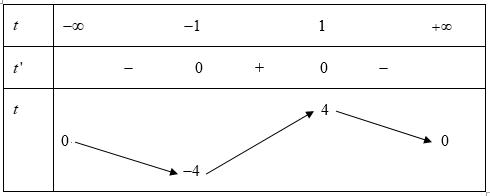 t −∞ −1 1 +∞
t' − 0 + 0 −
t 4
0 0
−4